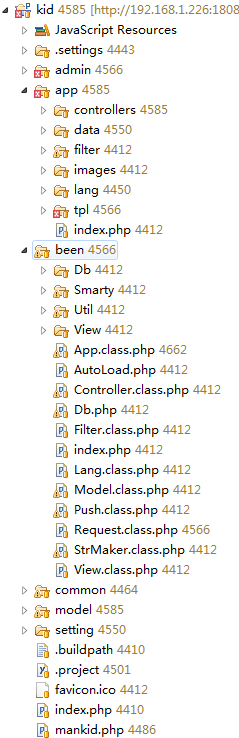 kid 4585 [http://192.168.1.226:1808
JavaScript Resources
.settings 4443
admin 4566
app 4585
controllers 4585
data 4550
filter 4412
images 4412
lang 4450
tpl 4566
index.php 4412
been 4566
Db 4412
Smarty 4412
Util 4412
View 4412
App.class.php 4662
AutoLoad.php 4412
Controller.class.php 4412
Db.php 4412
Filter.class.php 4412
index.php 4412
Lang.class.php 4412
Model.class.php 4412
Push.class.php 4412
Request.class.php 4566
StrMaker.class.php 4412
View.class.php 4412
common 4464
model 4585
setting 4550
.buildpath 4410
.project 4501
favicon.ico 4412
index.php 4410
mankid.php 4486